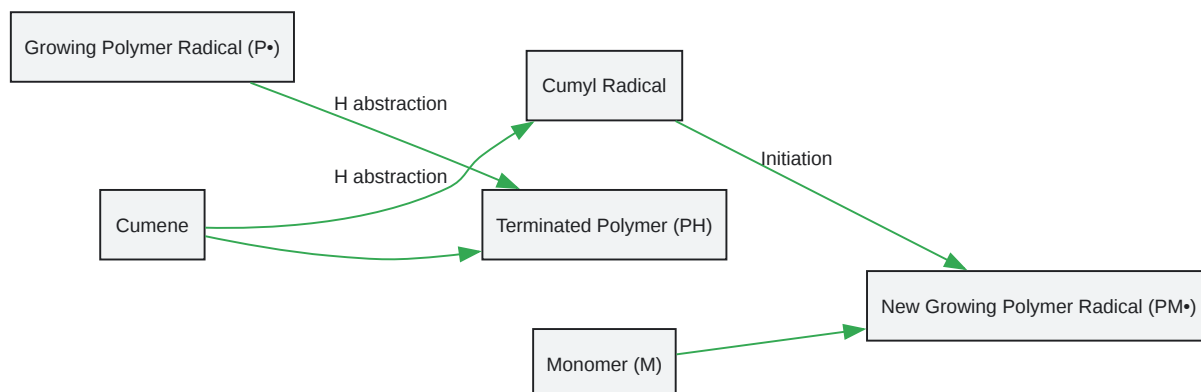 Growing Polymer Radical (P•)
Cumyl Radical
H abstraction
Initiation
H abstraction
Cumene
Terminated Polymer (PH)
New Growing Polymer Radical (PM•)
Monomer (M)